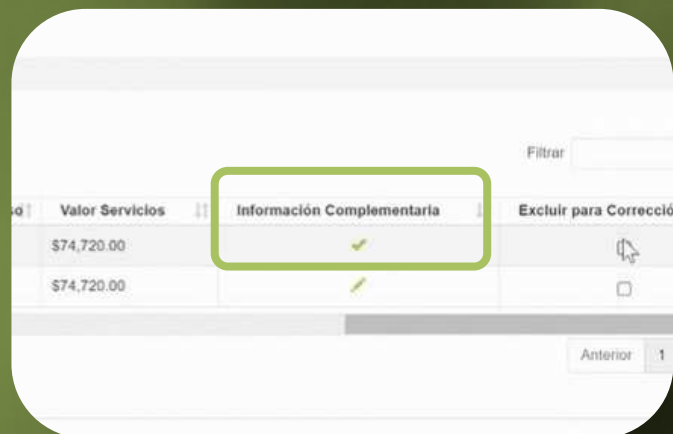 Filtrar
Valor Servicios Información Complementaria Excluir para Correcció
$74,720.00
$74,720.00
Anterior 1